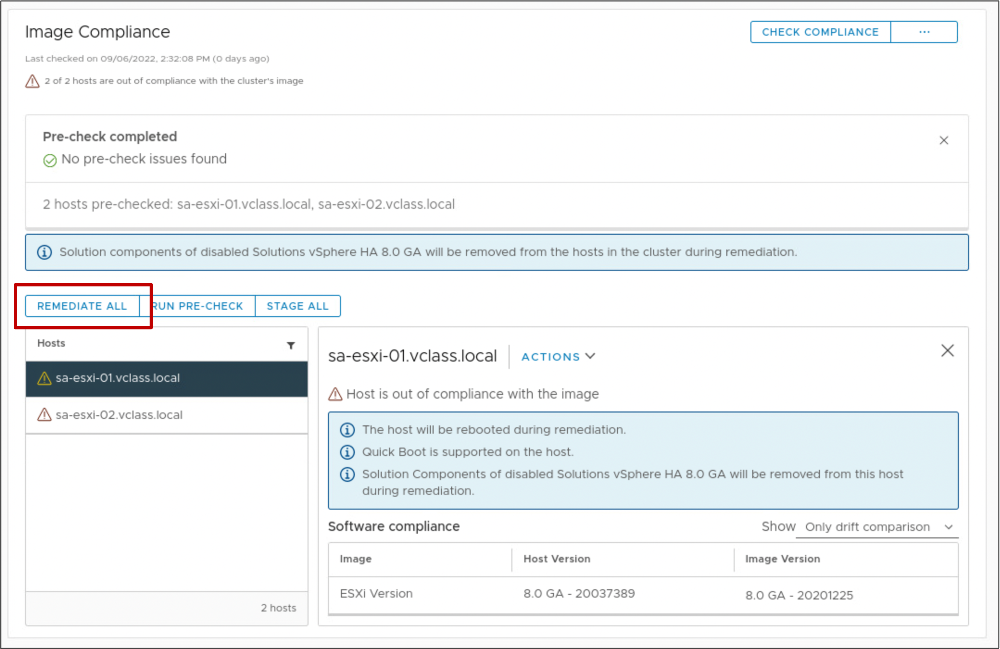 Image Compliance
CHECK COMPLIANCE
...
Last checked on 09/06/2022, 2:32:08 PM (0 days ago)
2 of 2 hosts are out of compliance with the cluster's image
Pre-check completed
No pre-check issues found
2 hosts pre-checked: sa-esxi-01.vclass.local, sa-esxi-02.vclass.local
Solution components of disabled Solutions vSphere HA 8.0 GA will be removed from the hosts in the cluster during remediation.
REMEDIATE ALL
RUN PRE-CHECK
STAGE ALL
Hosts
sa-esxi-01.vclass.local
sa-esxi-02.vclass.local
2 hosts
sa-esxi-01.vclass.local
ACTIONS
Host is out of compliance with the image
The host will be rebooted during remediation.
Quick Boot is supported on the host.
Solution Components of disabled Solutions vSphere HA 8.0 GA will be removed from this host
during remediation.
Software compliance
Show Only drift comparison
Image
Host Version
Image Version
ESXi Version
8.0 GA - 20037389
8.0 GA - 20201225